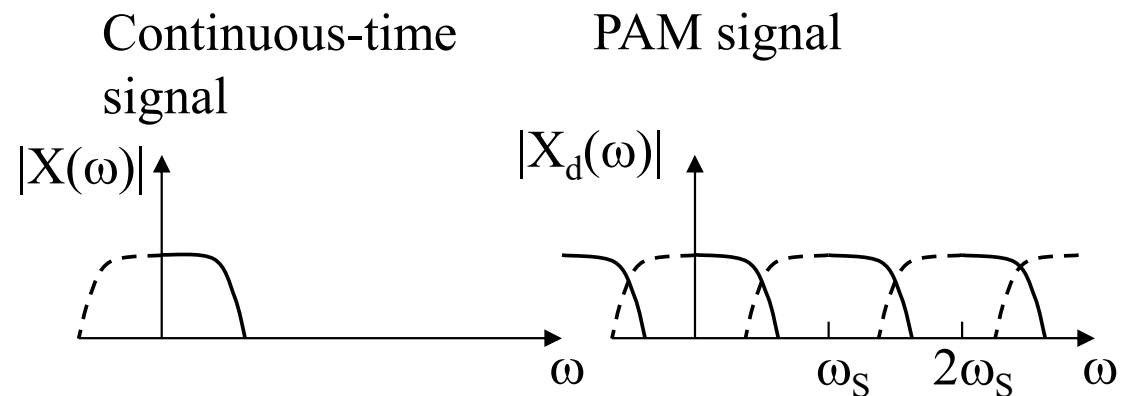 Continuous-time
signal
PAM signal
|X(ω)|
|X_d(ω)|
ω
ω_S
2ω_S
ω